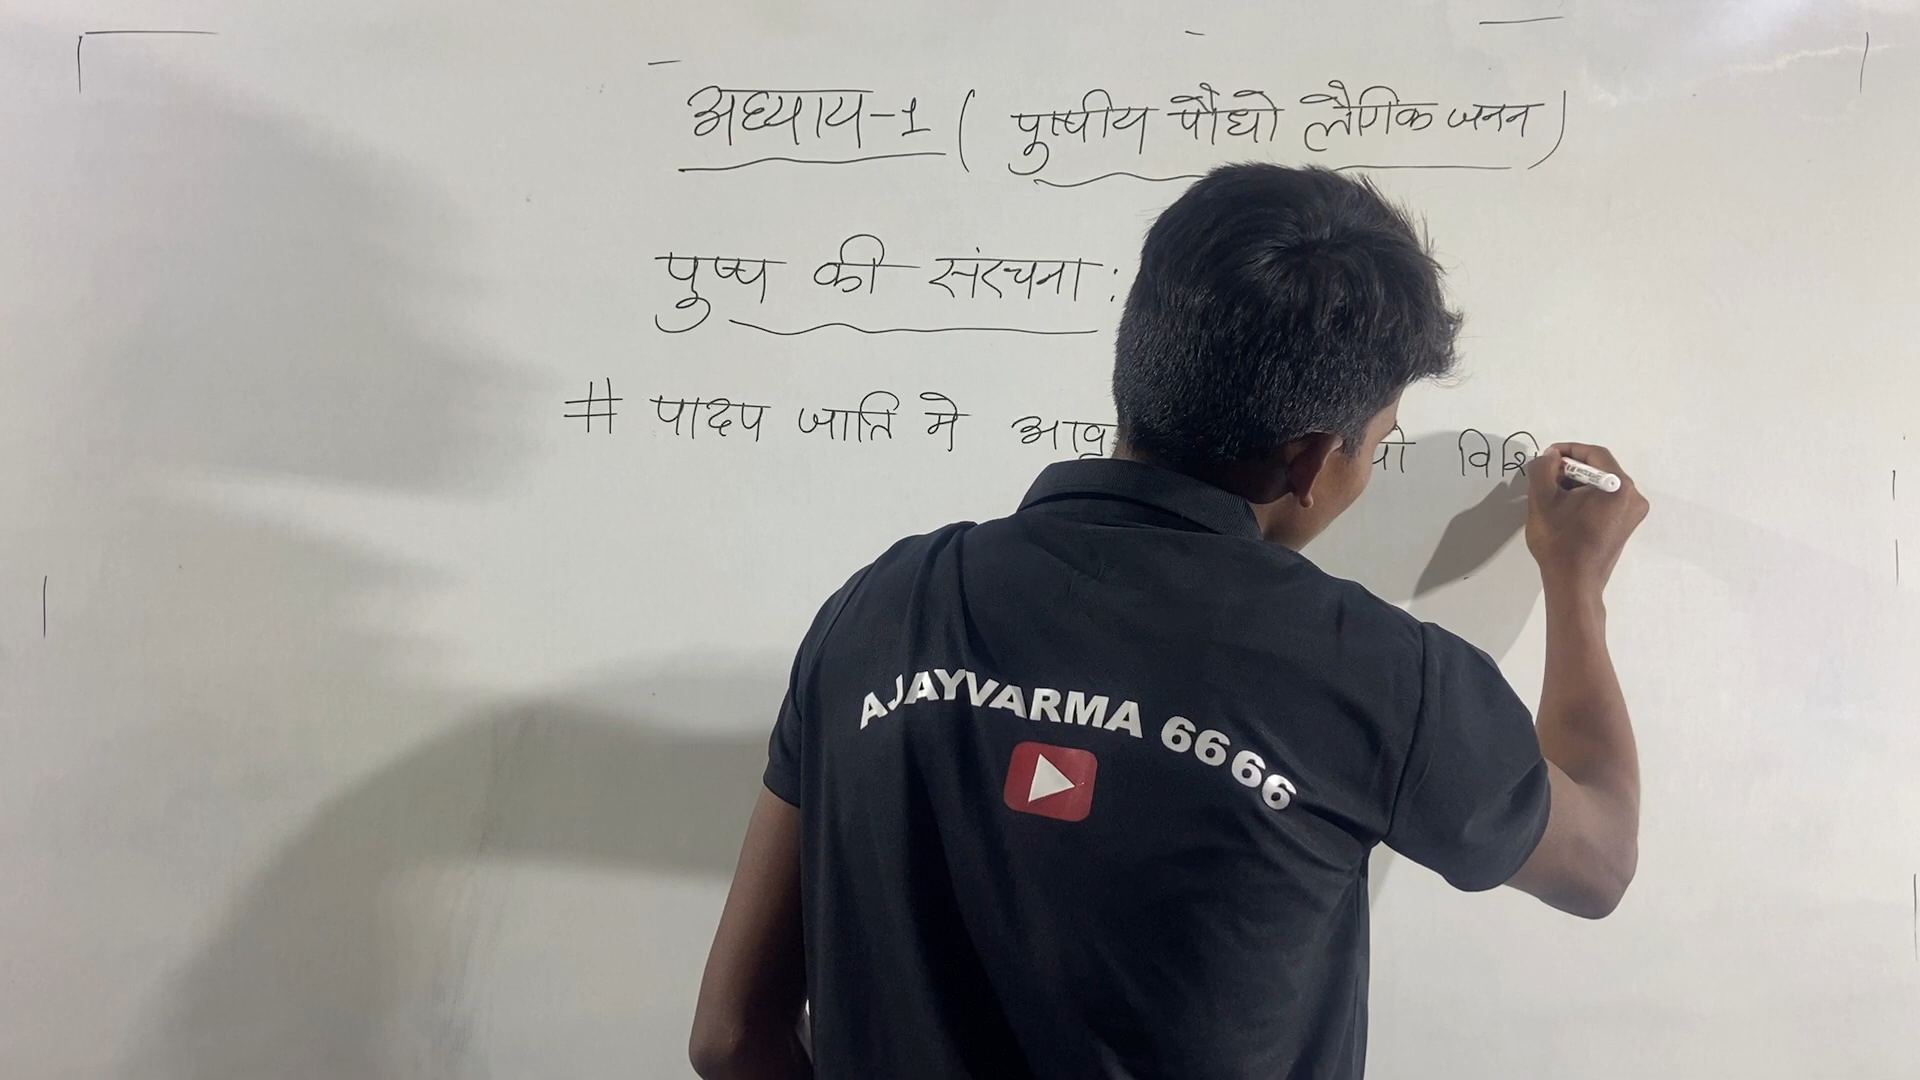 अध्याय-1 ( पुष्पीय पौधो लैगिक जनन )
पुष्प की संरचना :
# पादप जाति मे
AJAYVARMA 6666